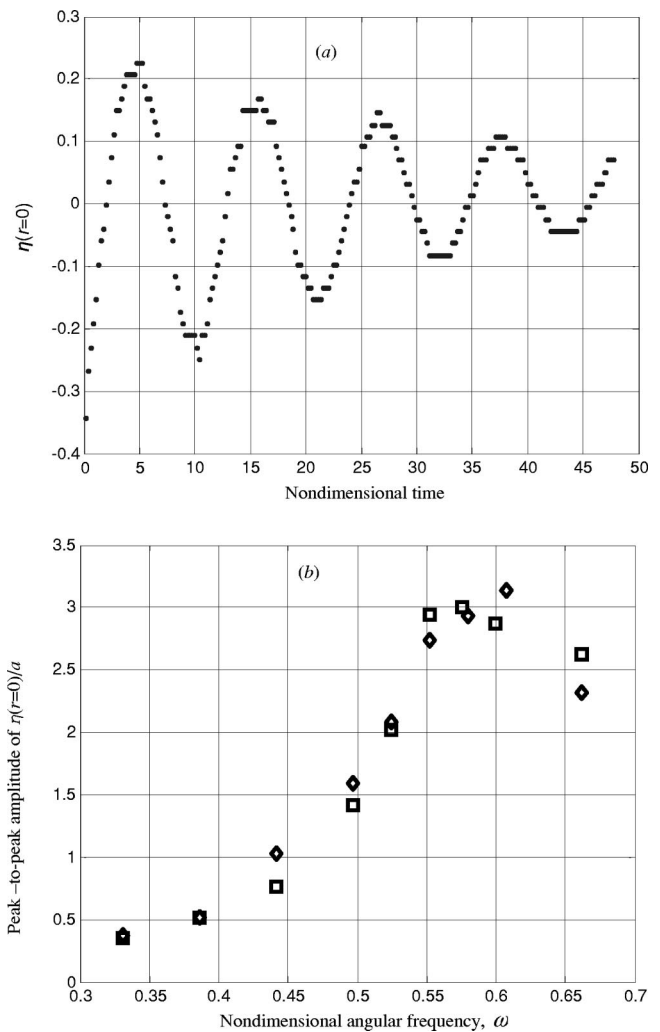 0.3
(a)
0.2
0.1
0
-0.1
-0.2
-0.3
-0.4
η(r=0)
0 5 10 15 20 25 30 35 40 45 50
Nondimensional time
3.5
(b)
3
2.5
2
1.5
1
0.5
0
Peak –to-peak amplitude of η(r=0)/a
0.3 0.35 0.4 0.45 0.5 0.55 0.6 0.65 0.7
Nondimensional angular frequency, ω